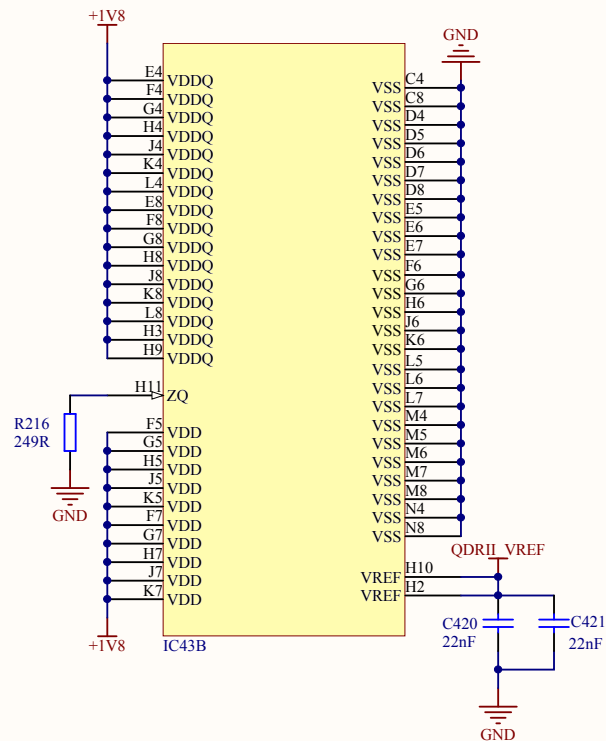 +1V8
GND
E4 VDDQ
F4 VDDQ
G4 VDDQ
H4 VDDQ
J4 VDDQ
K4 VDDQ
L4 VDDQ
E8 VDDQ
F8 VDDQ
G8 VDDQ
H8 VDDQ
J8 VDDQ
K8 VDDQ
L8 VDDQ
H3 VDDQ
H9 VDDQ
H11 ZQ
R216
249R
GND
F5 VDD
G5 VDD
H5 VDD
J5 VDD
K5 VDD
F7 VDD
G7 VDD
H7 VDD
J7 VDD
K7 VDD
+1V8
IC43B
VSS C4
VSS C8
VSS D4
VSS D5
VSS D6
VSS D7
VSS D8
VSS E5
VSS E6
VSS E7
VSS F6
VSS G6
VSS H6
VSS J6
VSS K6
VSS L5
VSS L6
VSS L7
VSS M4
VSS M5
VSS M6
VSS M7
VSS M8
VSS N4
VSS N8
QDRII_VREF
VREF H10
VREF H2
C420
22nF
C421
22nF
GND